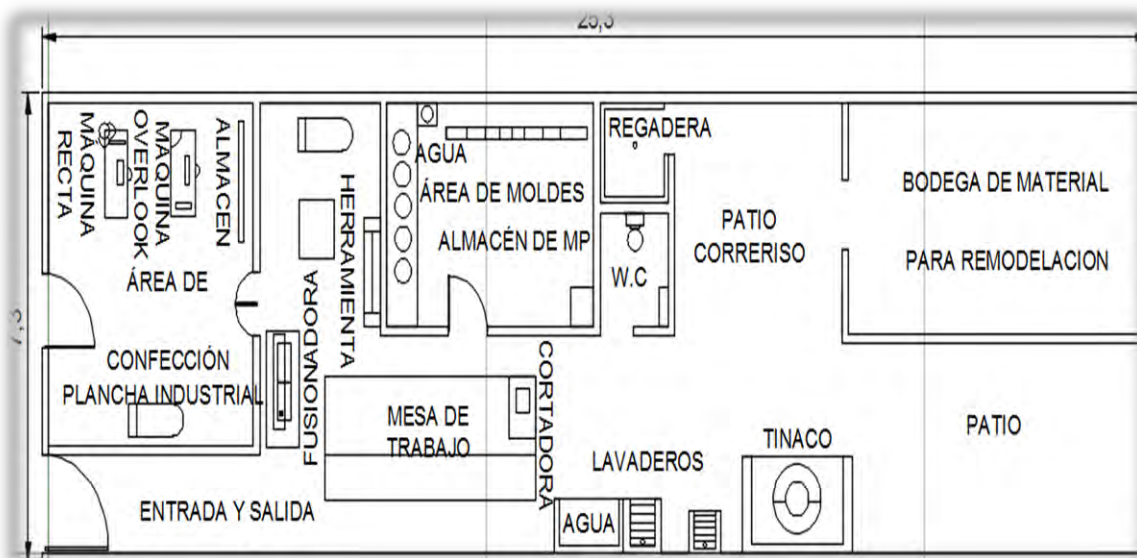 25,3
7,3
MÁQUINA
RECTA
MÁQUINA
OVERLOOK
ALMACEN
ÁREA DE
CONFECCIÓN
PLANCHA INDUSTRIAL
ENTRADA Y SALIDA
HERRAMIENTA
FUSIONADORA
AGUA
ÁREA DE MOLDES
ALMACÉN DE MP
MESA DE
TRABAJO
CORTADORA
REGADERA
W.C
PATIO
CORRERISO
BODEGA DE MATERIAL
PARA REMODELACION
LAVADEROS
AGUA
TINACO
PATIO